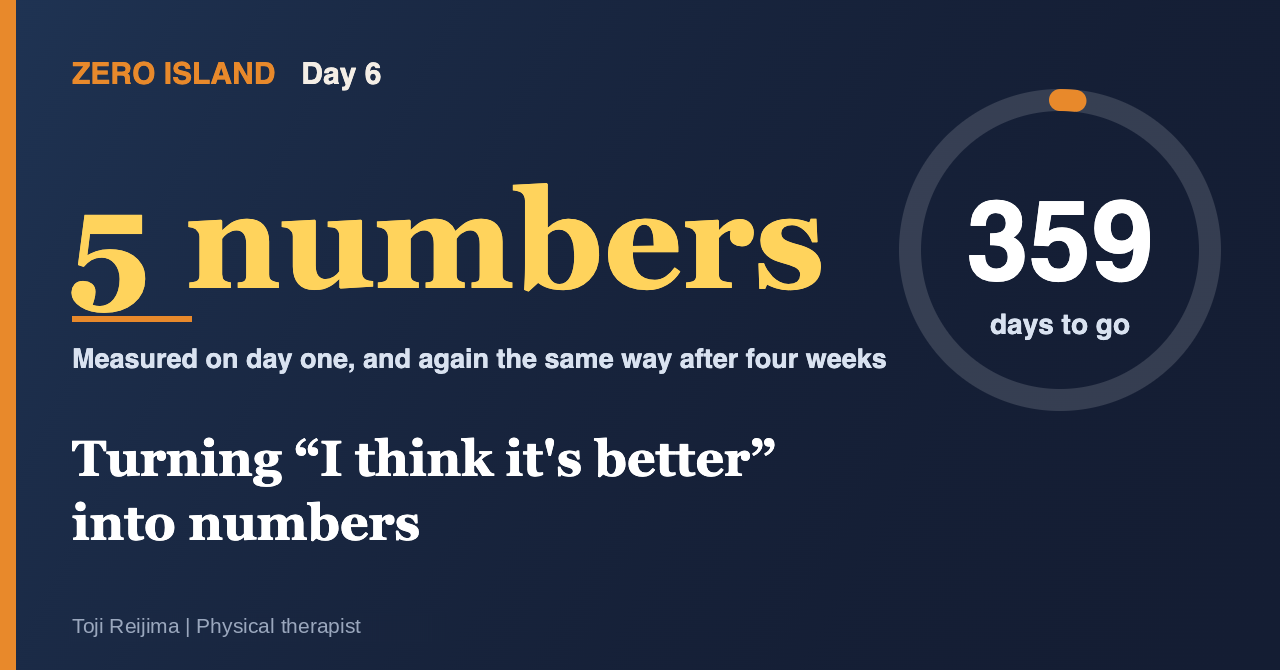 ZERO ISLAND Day 6
5 numbers
Measured on day one, and again the same way after four weeks
359
days to go
Turning “I think it's better”
into numbers
Toji Reijima | Physical therapist